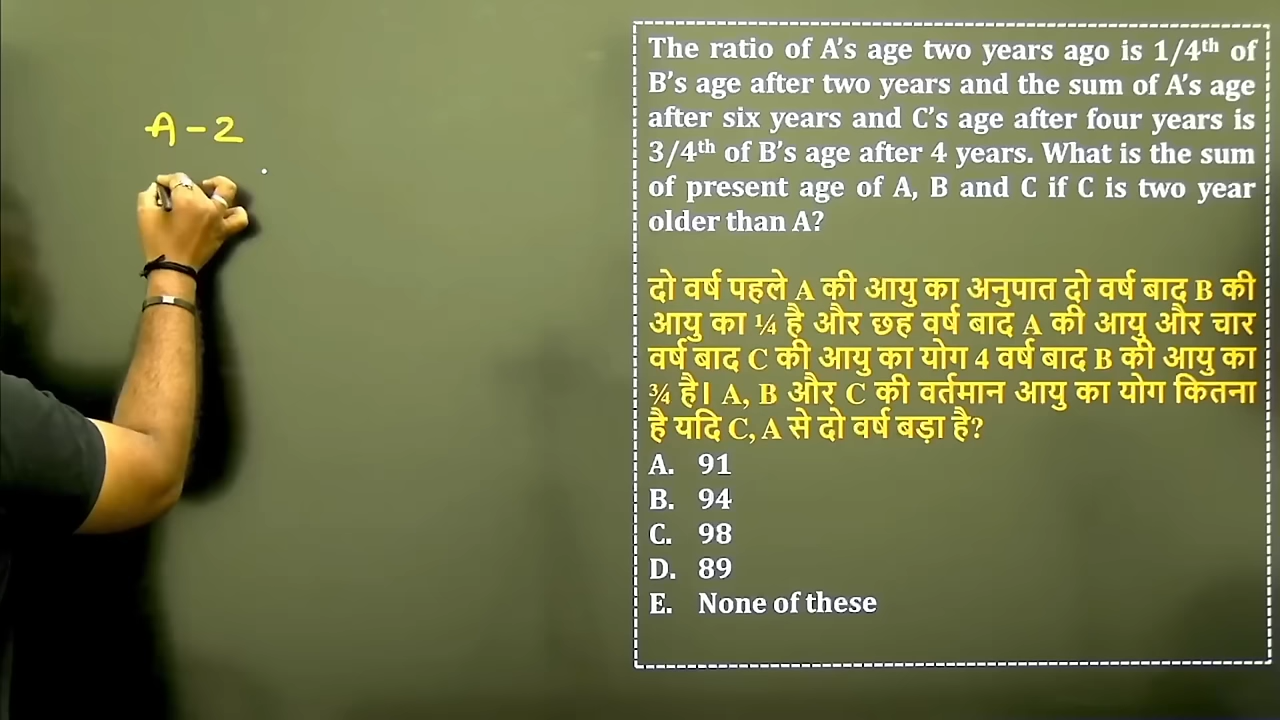 A-2
The ratio of A's age two years ago is 1/4th of
B's age after two years and the sum of A's age
after six years and C's age after four years is
3/4th of B's age after 4 years. What is the sum
of present age of A, B and C if C is two year
older than A?
दो वर्ष पहले A की आयु का अनुपात दो वर्ष बाद B की
आयु का ¼ है और छह वर्ष बाद A की आयु और चार
वर्ष बाद C की आयु का योग 4 वर्ष बाद B की आयु का
¾ है। A, B और C की वर्तमान आयु का योग कितना
है यदि C, A से दो वर्ष बड़ा है?
A. 91
B. 94
C. 98
D. 89
E. None of these